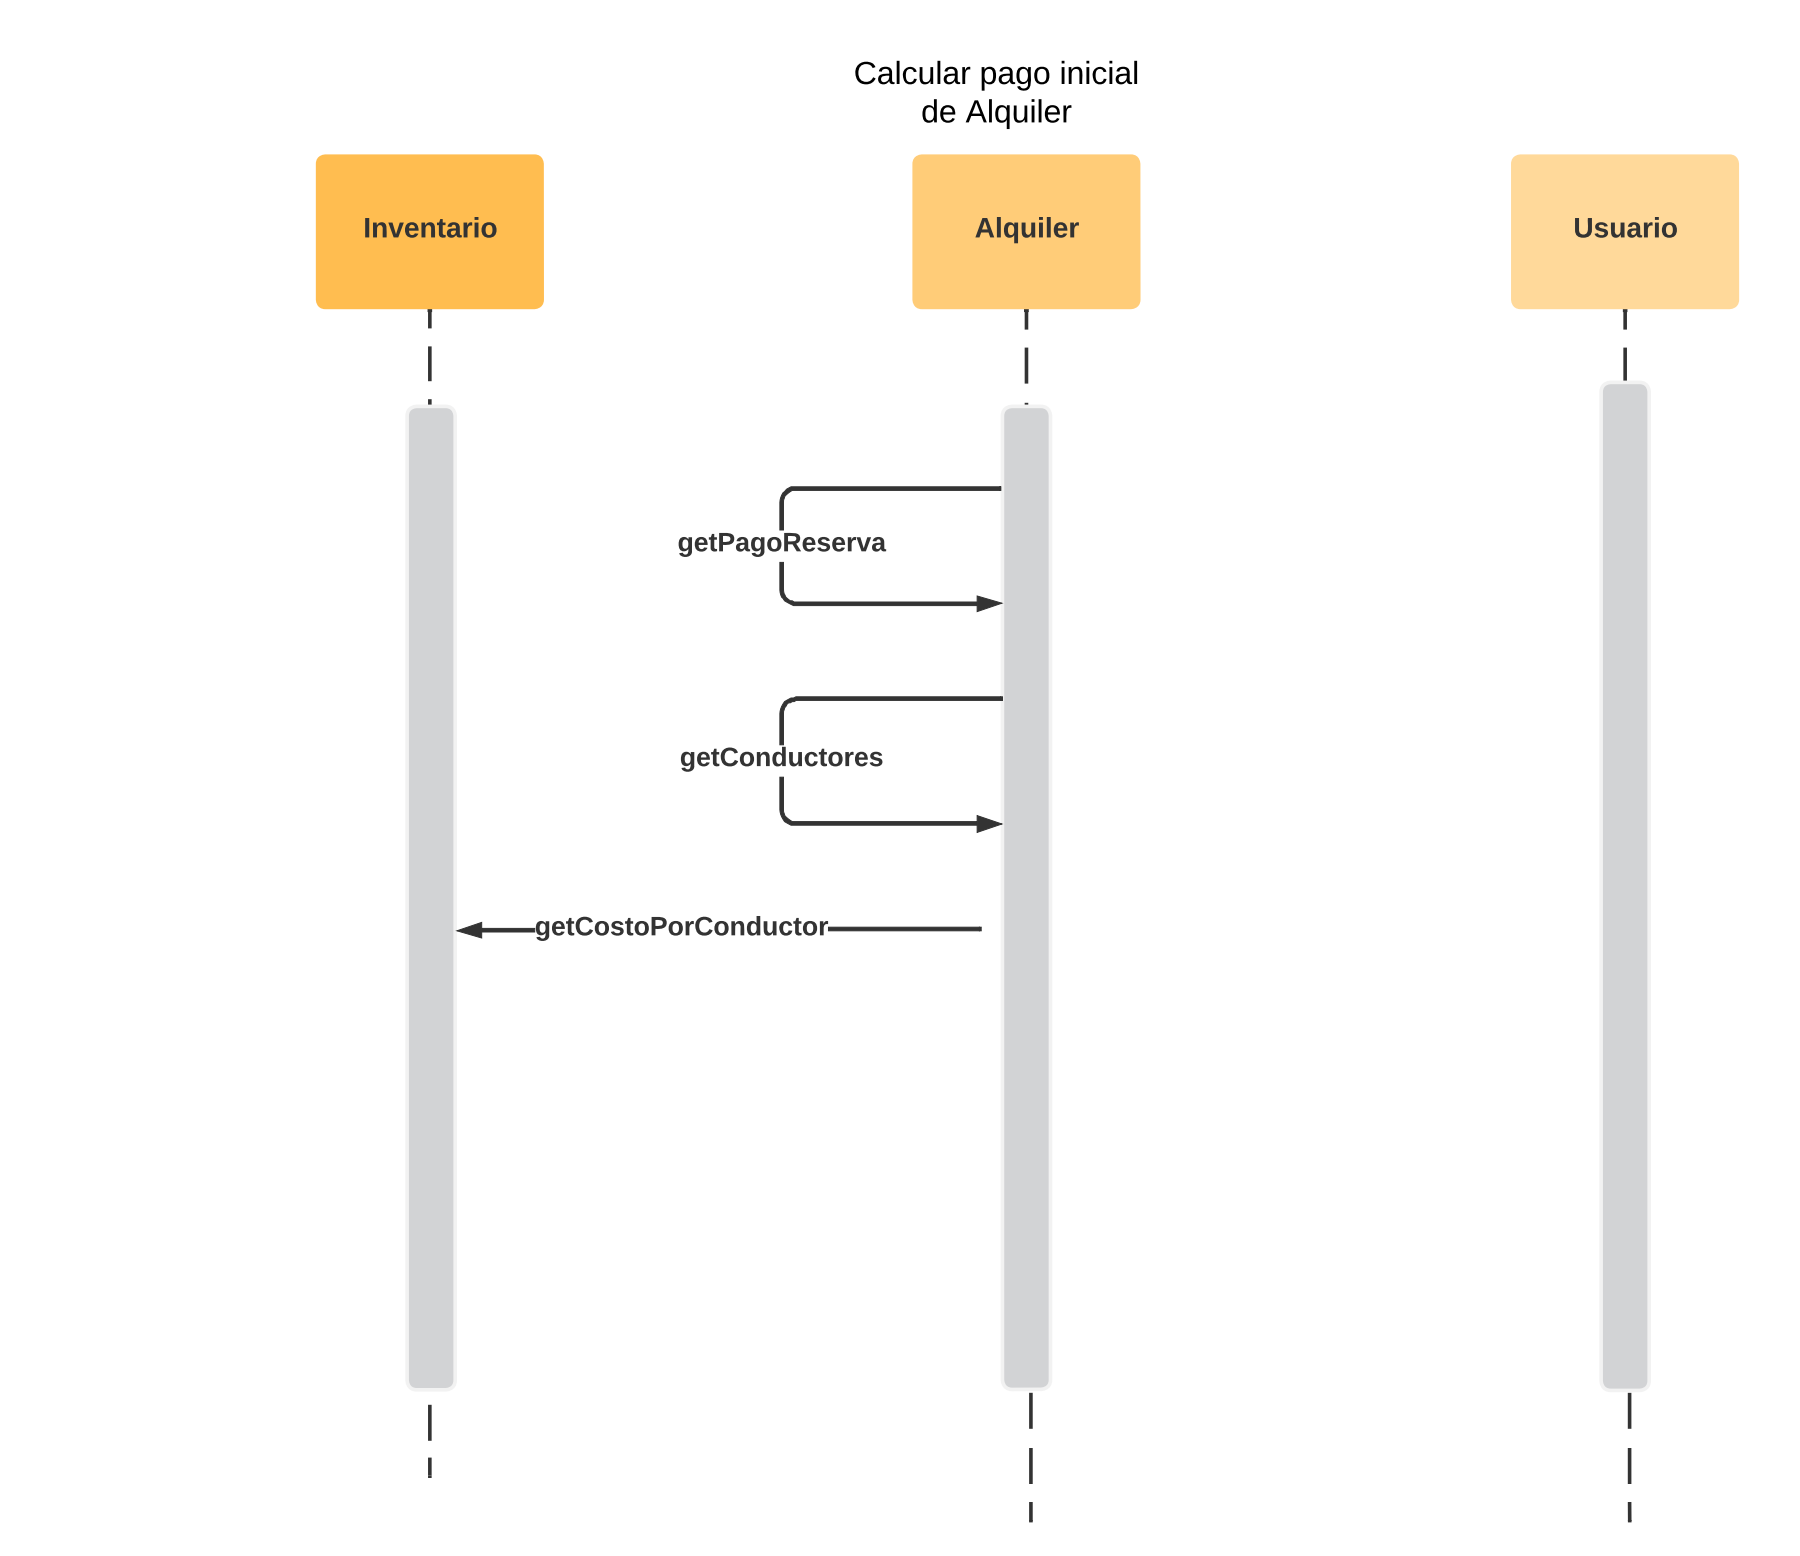 Calcular pago inicial
de Alquiler
Inventario
Alquiler
Usuario
getPagoReserva
getConductores
getCostoPorConductor